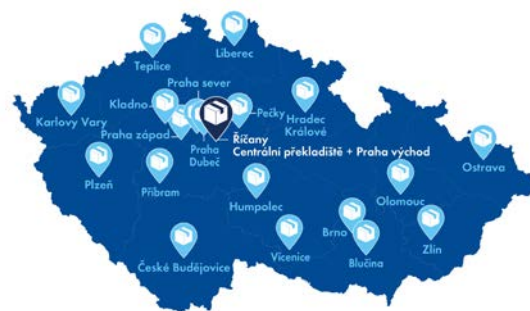 Liberec
Teplice
Praha sever
Kladno
Pečky
Hradec
Králové
Karlovy Vary
Praha západ
Praha
Dubeč
Říčany
Centrální překladiště + Praha východ
Ostrava
Plzeň
Příbram
Humpolec
Olomouc
Brno
Zlín
České Budějovice
Vícenice
Blučina